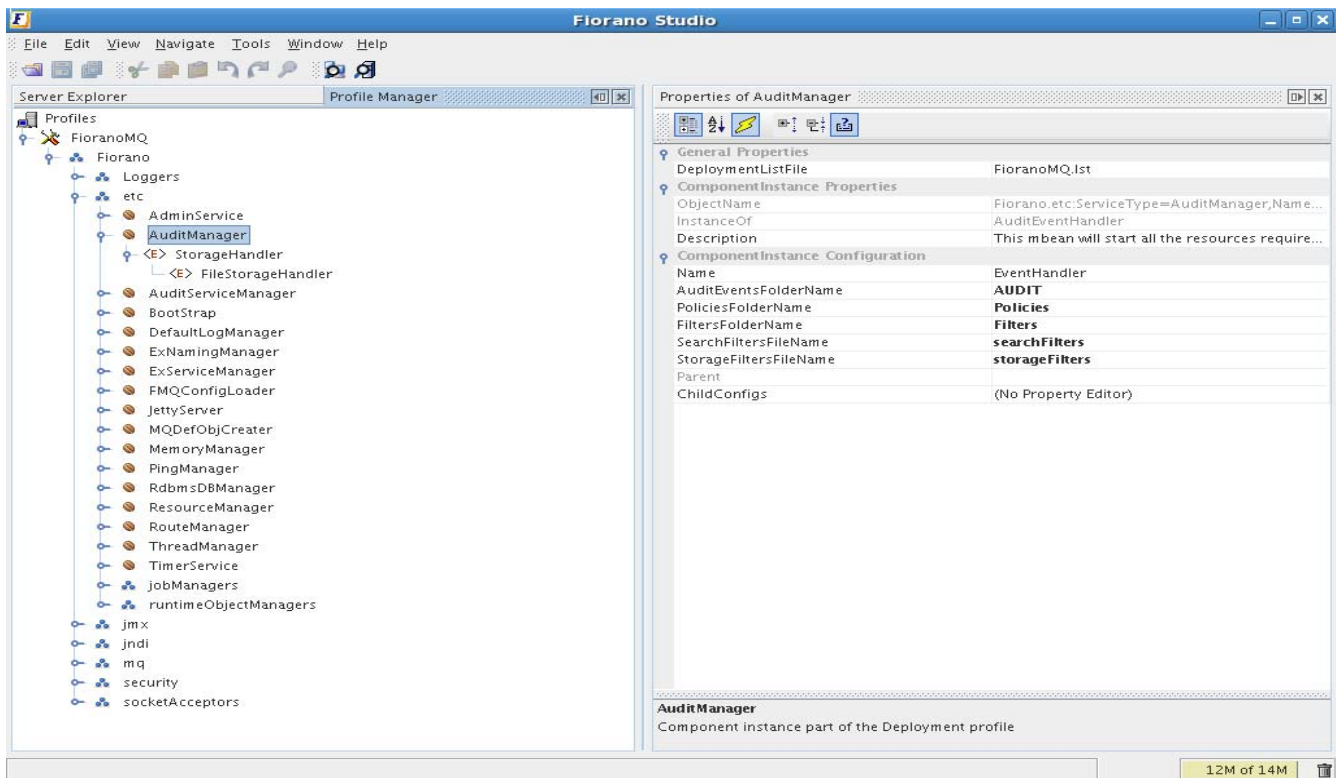 F Fiorano Studio
File Edit View Navigate Tools Window Help
Server Explorer Profile Manager
Profiles
FioranoMQ
Fiorano
Loggers
etc
AdminService
AuditManager
<E> StorageHandler
<E> FileStorageHandler
AuditServiceManager
BootStrap
DefaultLogManager
ExNamingManager
ExServiceManager
FMQConfigLoader
JettyServer
MQDefObjCreater
MemoryManager
PingManager
RdbmsDBManager
ResourceManager
RouteManager
ThreadManager
TimerService
jobManagers
runtimeObjectManagers
jmx
jndi
mq
security
socketAcceptors
Properties of AuditManager
General Properties
DeploymentListFile FioranoMQ.lst
ComponentInstance Properties
ObjectName Fiorano.etc:ServiceType=AuditManager,Name...
InstanceOf AuditEventHandler
Description This mbean will start all the resources require...
ComponentInstance Configuration
Name EventHandler
AuditEventsFolderName AUDIT
PoliciesFolderName Policies
FiltersFolderName Filters
SearchFiltersFileName searchFilters
StorageFiltersFileName storageFilters
Parent
ChildConfigs (No Property Editor)
AuditManager
Component instance part of the Deployment profile
12M of 14M